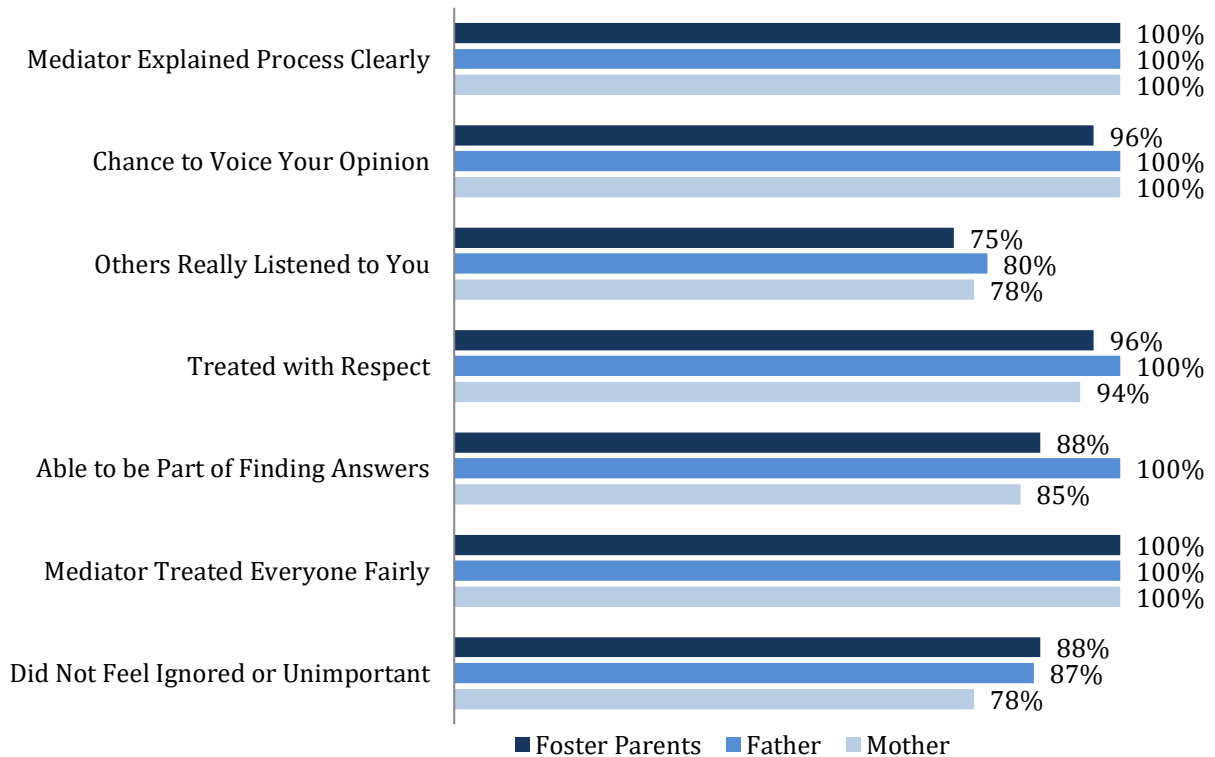 Mediator Explained Process Clearly
100%
100%
100%
Chance to Voice Your Opinion
96%
100%
100%
Others Really Listened to You
75%
80%
78%
Treated with Respect
96%
100%
94%
Able to be Part of Finding Answers
88%
100%
85%
Mediator Treated Everyone Fairly
100%
100%
100%
Did Not Feel Ignored or Unimportant
88%
87%
78%
Foster Parents Father Mother